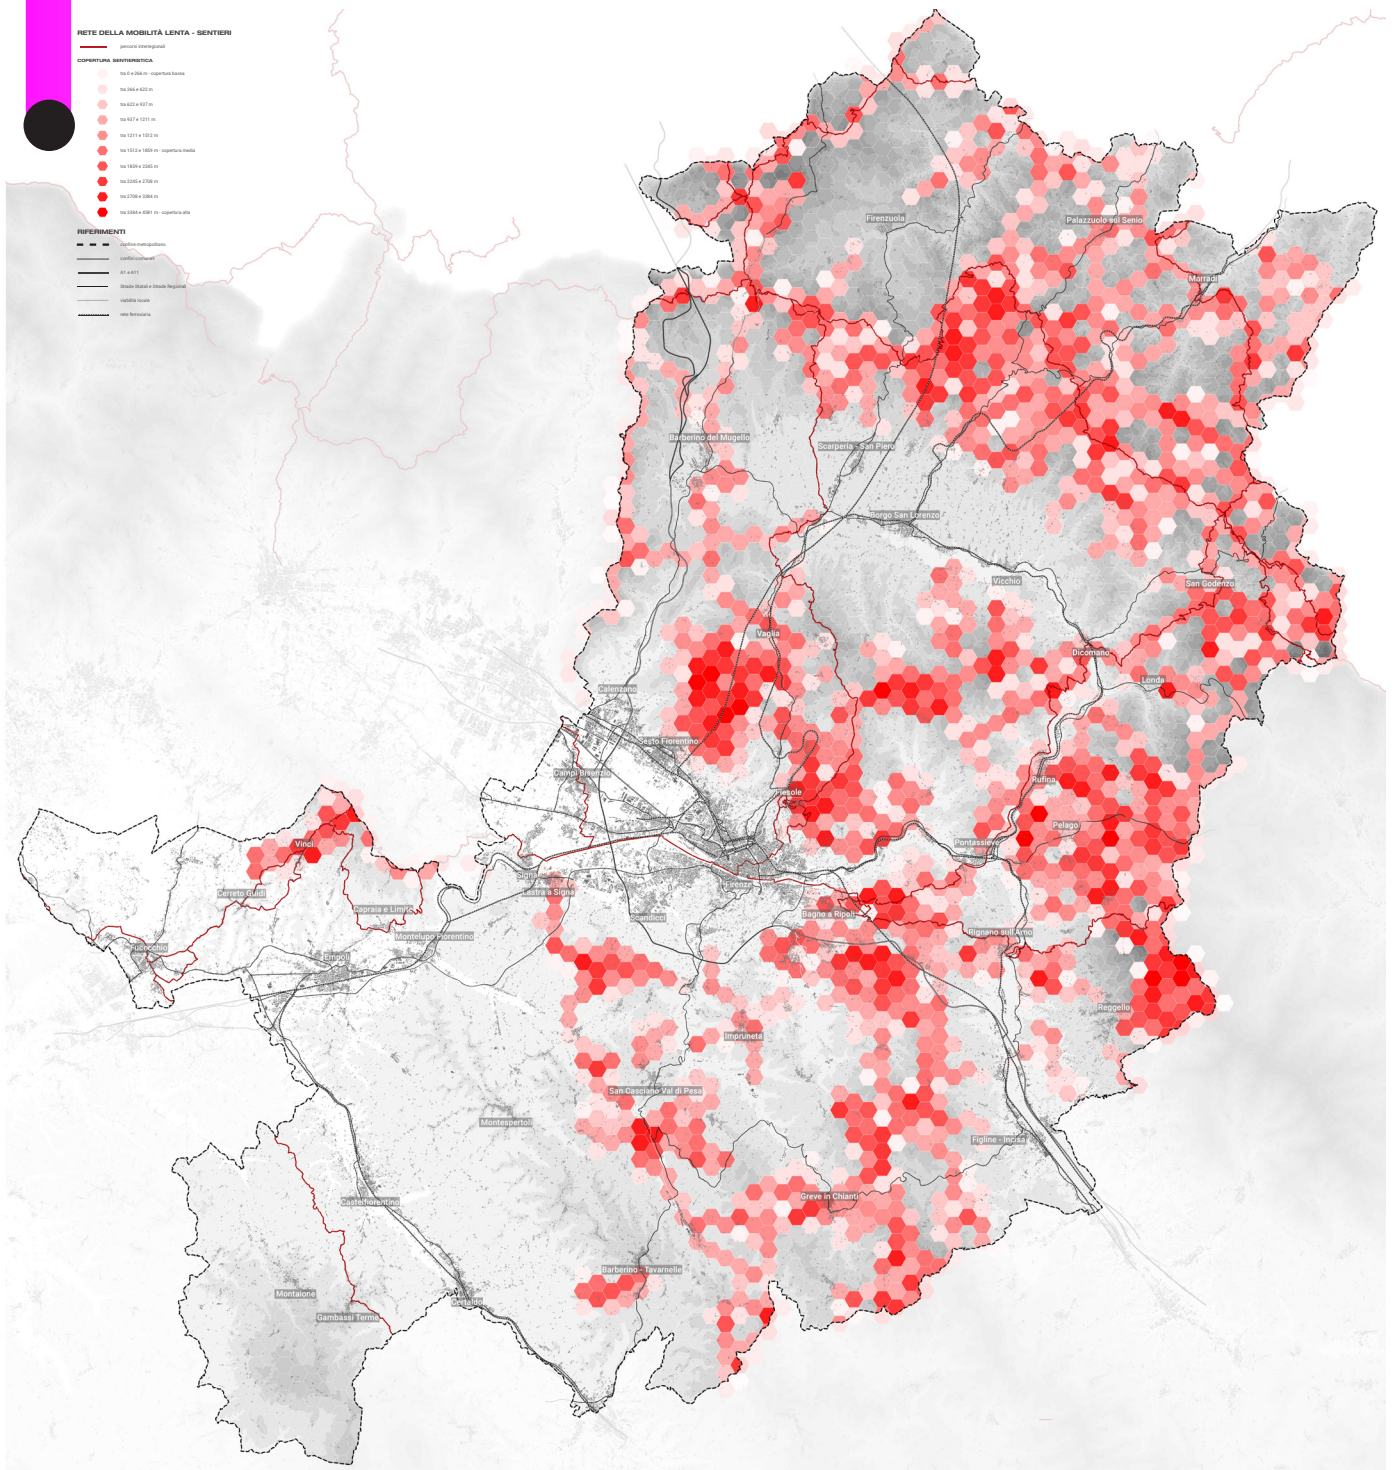 RETE DELLA MOBILITÀ LENTA - SENTIERI
percorsi interregionali
COPERTURA SENTIERISTICA
tra 0 e 366 m - copertura bassa
tra 366 e 622 m
tra 622 e 937 m
tra 937 e 1211 m
tra 1211 e 1512 m
tra 1512 e 1859 m - copertura media
tra 1859 e 2245 m
tra 2245 e 2708 m
tra 2708 e 3384 m
tra 3384 e 4581 m - copertura alta
RIFERIMENTI
confine metropolitano
confini comunali
A1 e A11
Strade Statali e Strade Regionali
viabilità locale
rete ferroviaria
Firenzuola
Palazzuolo sul Senio
Marradi
Barberino del Mugello
Scarperia - San Piero
Borgo San Lorenzo
Vicchio
San Godenzo
Vaglia
Dicomano
Londa
Calenzano
Sesto Fiorentino
Campi Bisenzio
Rufina
Fiesole
Pelago
Pontassieve
Vinci
Signa
Firenze
Cerreto Guidi
Lastra a Signa
Capraia e Limite
Scandicci
Bagno a Ripoli
Rignano sull'Arno
Montelupo Fiorentino
Fucecchio
Empoli
Reggello
Impruneta
San Casciano Val di Pesa
Montespertoli
Figline - Incisa
Castelfiorentino
Greve in Chianti
Barberino - Tavarnelle
Montaione
Certaldo
Gambassi Terme